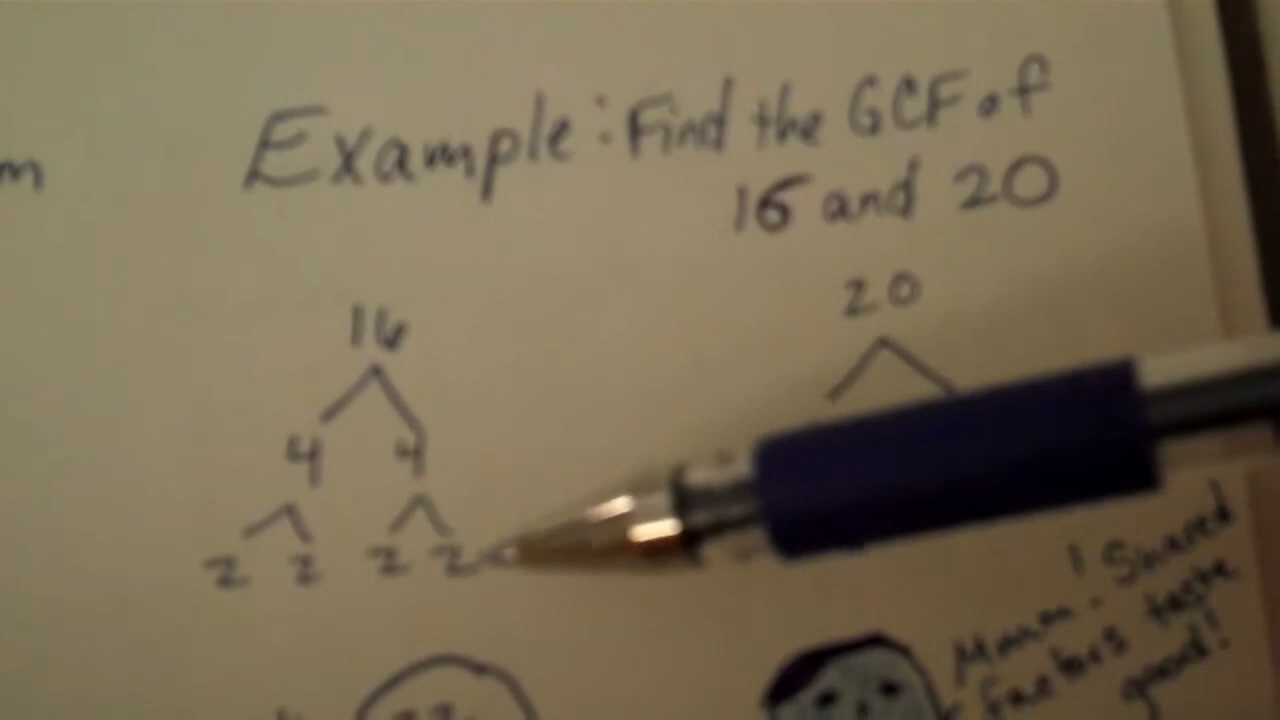 m
Example: Find the GCF of
16 and 20
16
20
4 4
2 2 2 2
Mmm! Shared
factors taste
good!